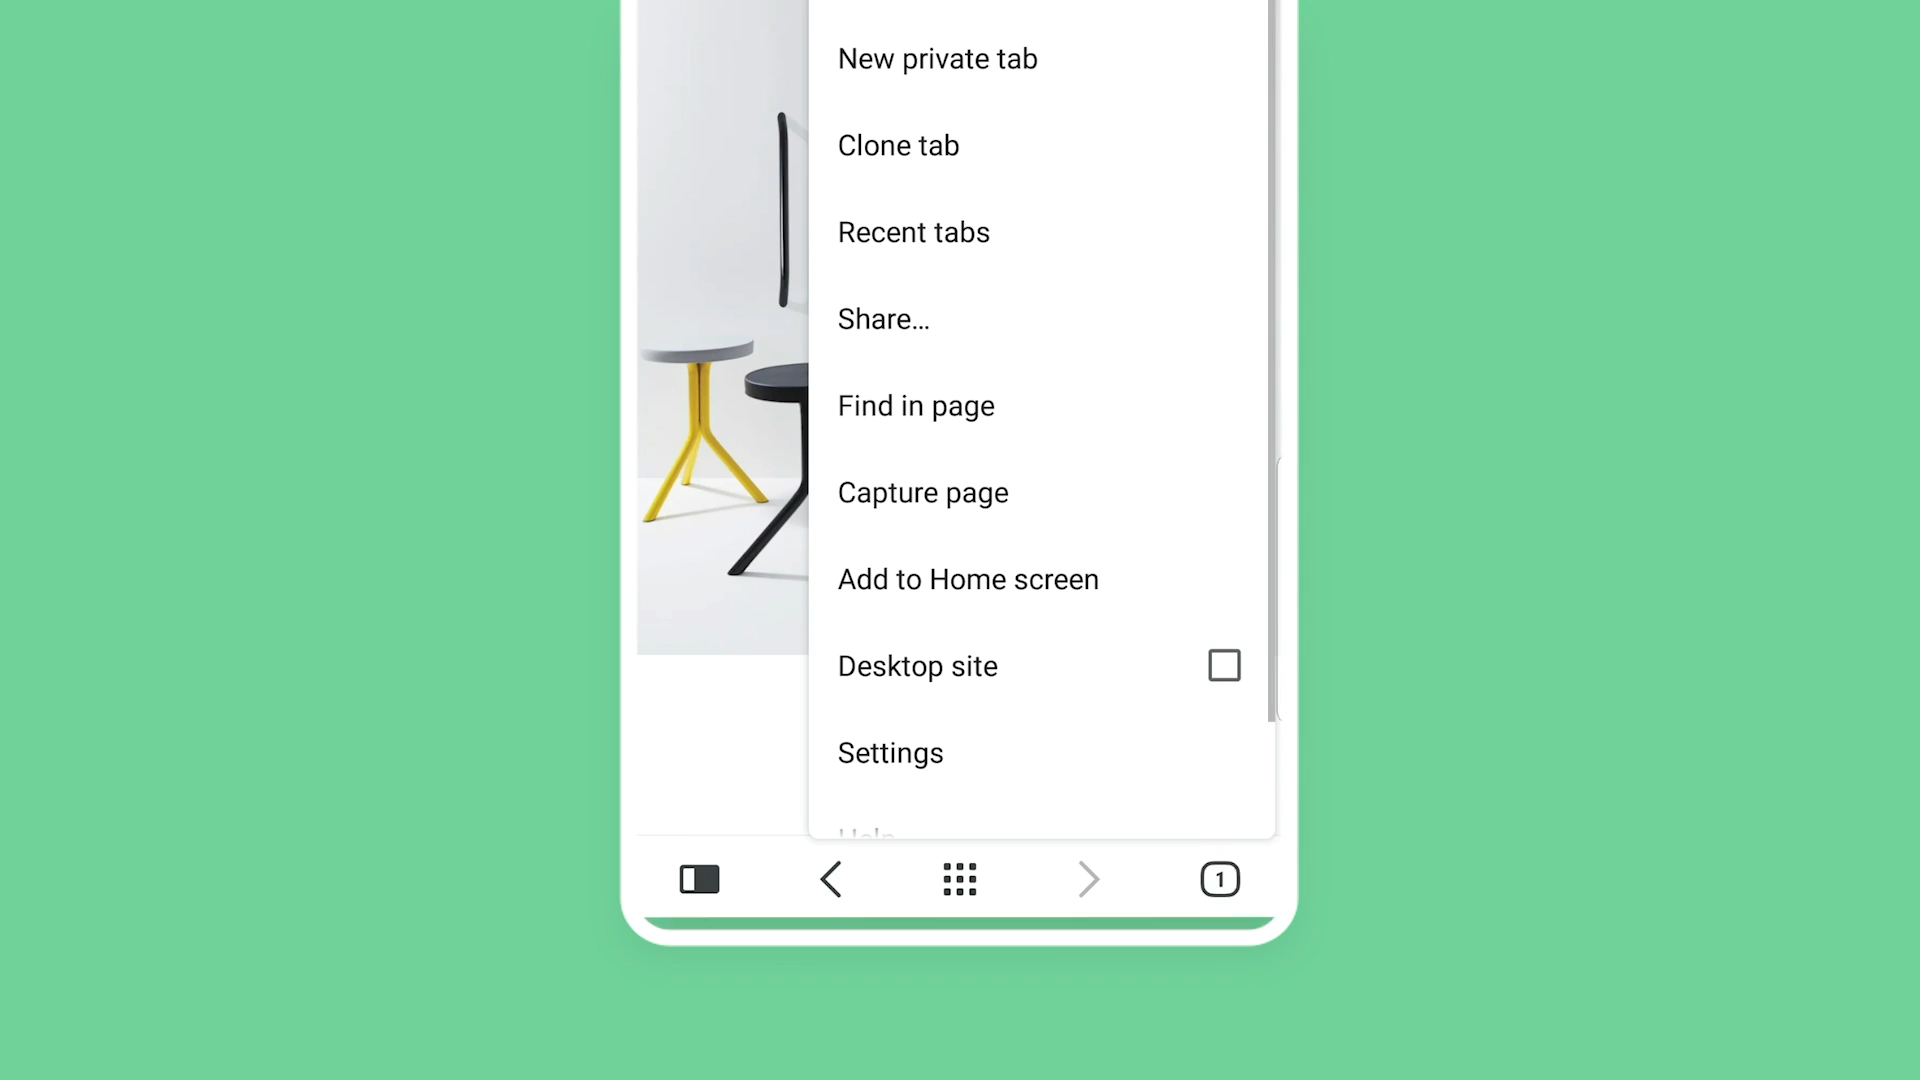 New private tab
Clone tab
Recent tabs
Share…
Find in page
Capture page
Add to Home screen
Desktop site
Settings
Help
1